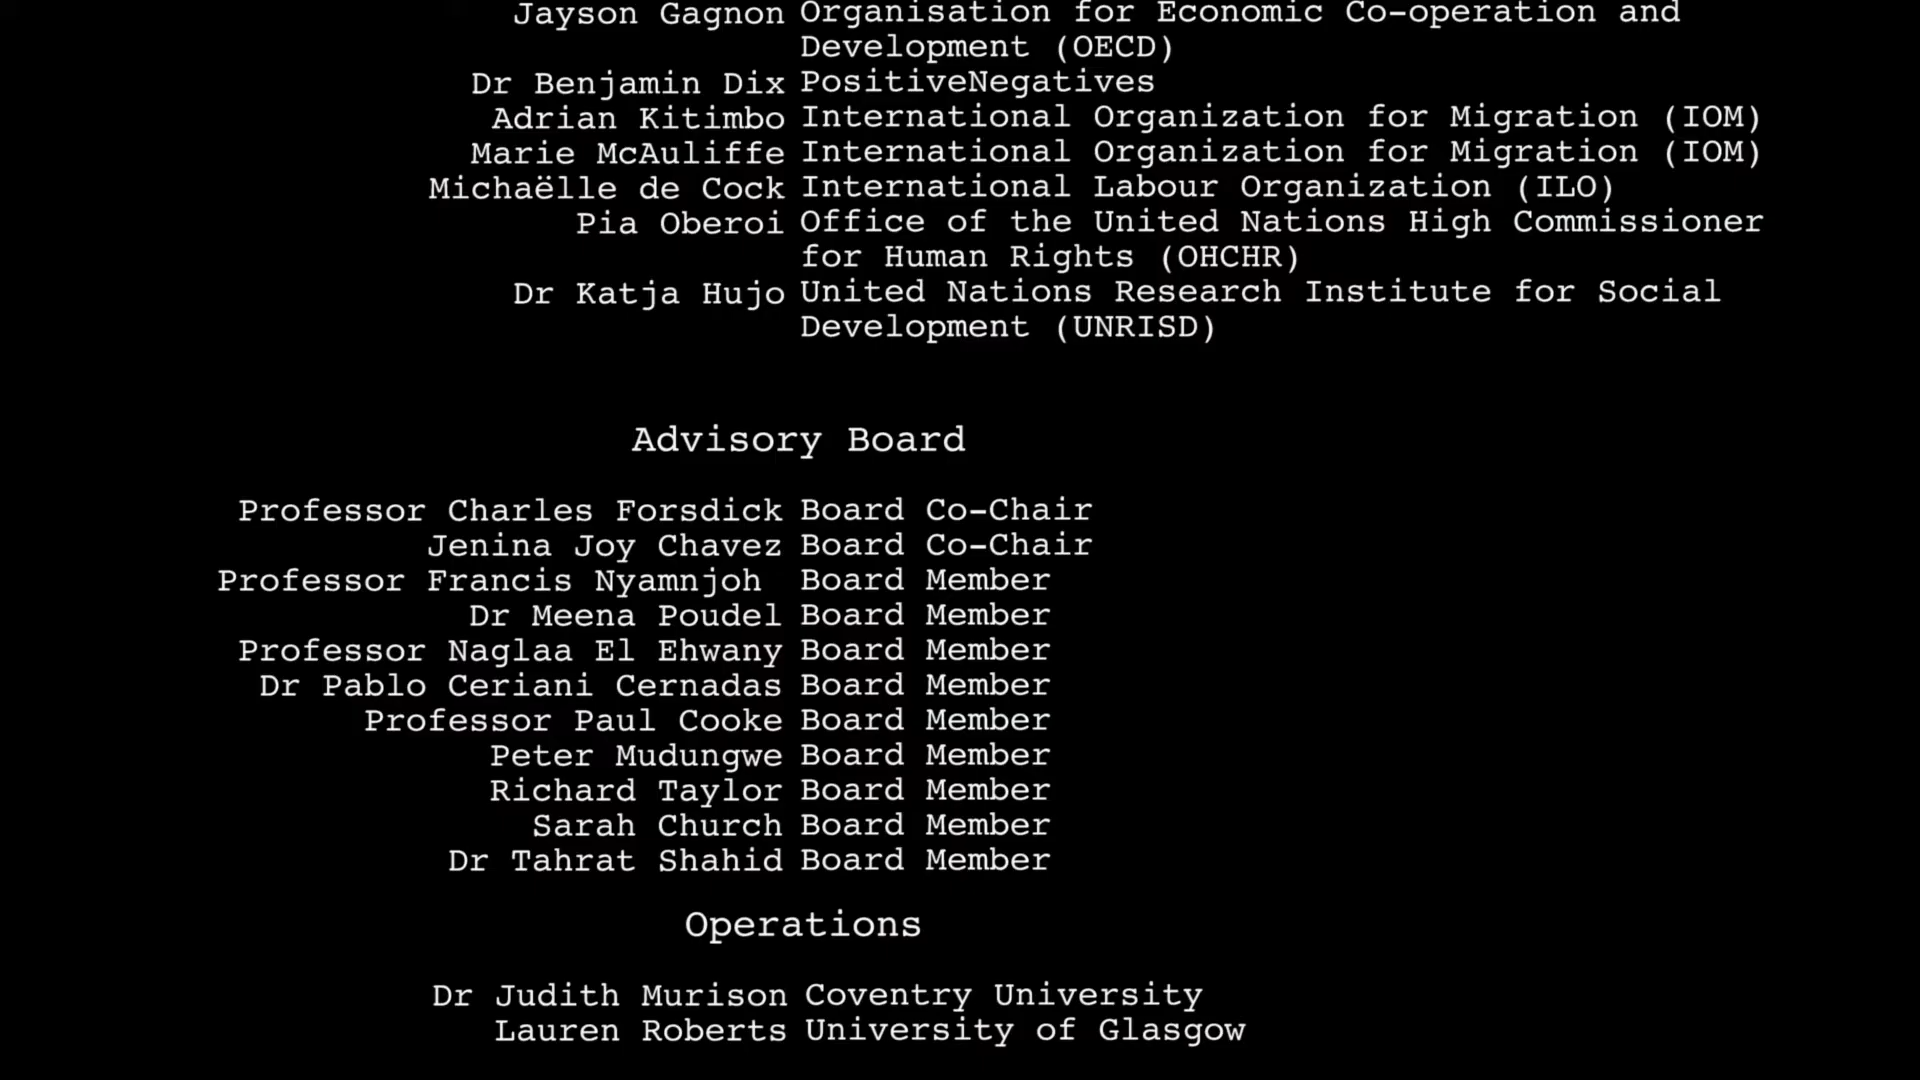 Jayson Gagnon Organisation for Economic Co-operation and
Development (OECD)
Dr Benjamin Dix PositiveNegatives
Adrian Kitimbo International Organization for Migration (IOM)
Marie McAuliffe International Organization for Migration (IOM)
Michaëlle de Cock International Labour Organization (ILO)
Pia Oberoi Office of the United Nations High Commissioner
for Human Rights (OHCHR)
Dr Katja Hujo United Nations Research Institute for Social
Development (UNRISD)
Advisory Board
Professor Charles Forsdick Board Co-Chair
Jenina Joy Chavez Board Co-Chair
Professor Francis Nyamnjoh Board Member
Dr Meena Poudel Board Member
Professor Naglaa El Ehwany Board Member
Dr Pablo Ceriani Cernadas Board Member
Professor Paul Cooke Board Member
Peter Mudungwe Board Member
Richard Taylor Board Member
Sarah Church Board Member
Dr Tahrat Shahid Board Member
Operations
Dr Judith Murison Coventry University
Lauren Roberts University of Glasgow